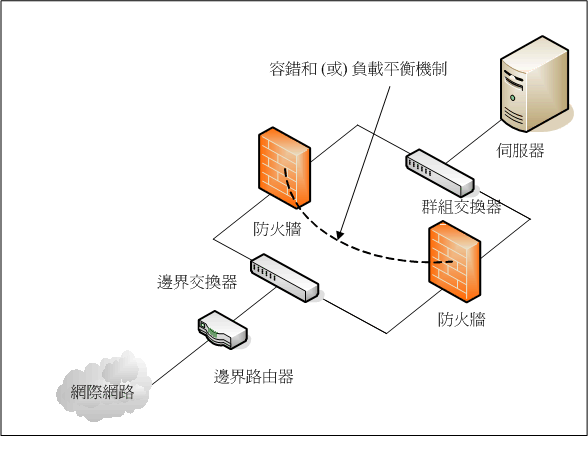 容錯和 (或) 負載平衡機制
伺服器
群組交換器
防火牆
邊界交換器
防火牆
邊界路由器
網際網路